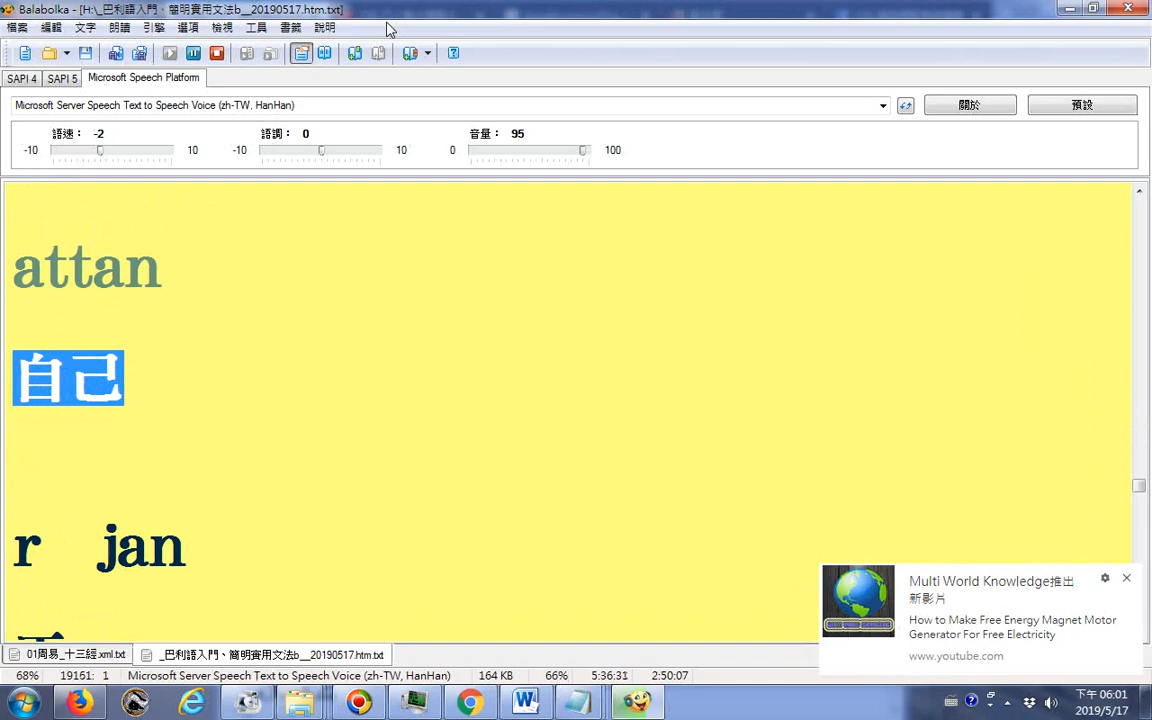 Balabolka - [H:\_巴利語入門、簡明實用文法b__20190517.htm.txt]
檔案 編輯 文字 朗讀 引擎 檢視 選項 工具 書籤 說明
SAPI 4 SAPI 5 Microsoft Speech Platform
Microsoft Server Speech Text to Speech Voice (zh-TW, HanHan)
關於 預設
語速： -2 語調： 0 音量： 95
-10 10 -10 10 0 100
attan
自己
r jan
Multi World Knowledge推出
新影片
How to Make Free Energy Magnet Motor
Generator For Free Electricity
www.youtube.com
01周易_十三經.xml.txt _巴利語入門、簡明實用文法b__20190517.htm.txt
68% 19161: 1 Microsoft Server Speech Text to Speech Voice (zh-TW, HanHan) 164 KB 66% 5:36:31 2:50:07
下午 06:01
2019/5/17